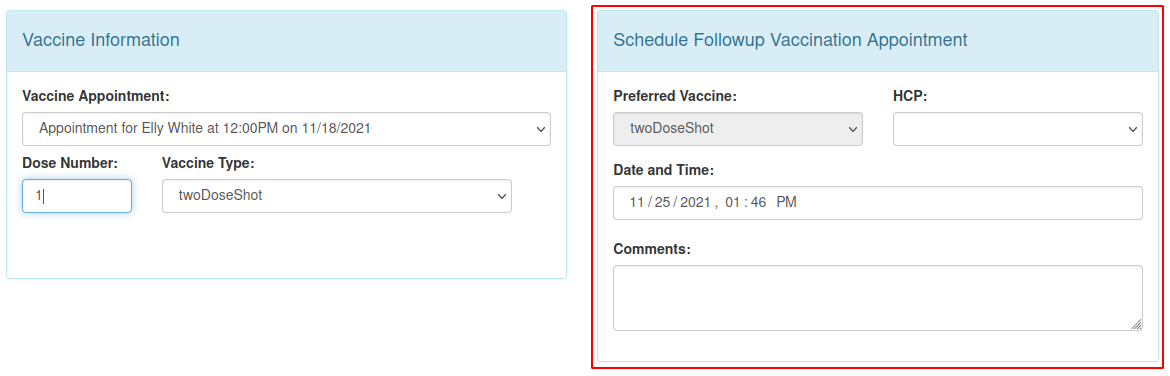 Vaccine Information
Vaccine Appointment:
Appointment for Elly White at 12:00PM on 11/18/2021
Dose Number:
Vaccine Type:
1
twoDoseShot
Schedule Followup Vaccination Appointment
Preferred Vaccine:
HCP:
twoDoseShot
Date and Time:
11 / 25 / 2021 , 01 : 46 PM
Comments: